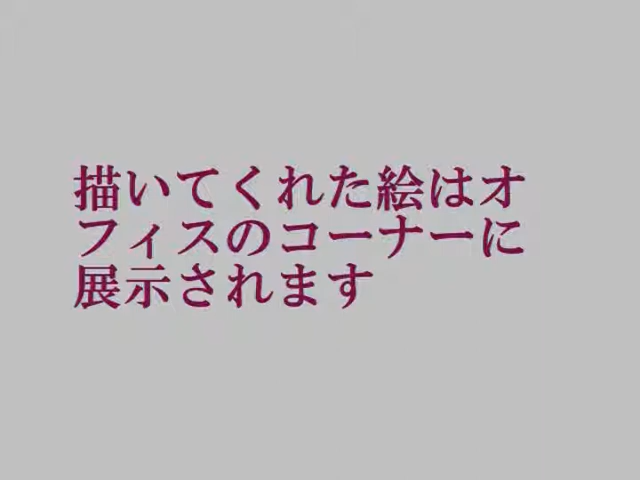 描いてくれた絵はオ
フィスのコーナーに
展示されます